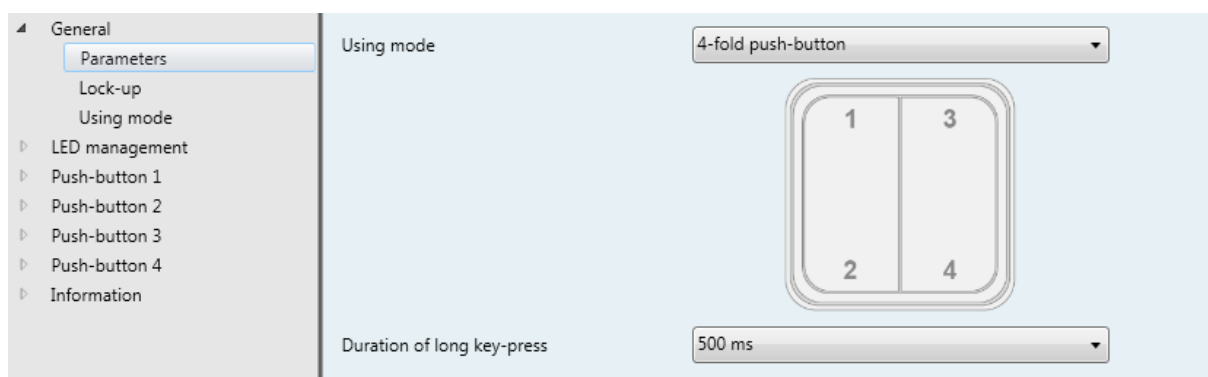 General
Parameters
Lock-up
Using mode
LED management
Push-button 1
Push-button 2
Push-button 3
Push-button 4
Information
Using mode
4-fold push-button
1 3
2 4
Duration of long key-press
500 ms